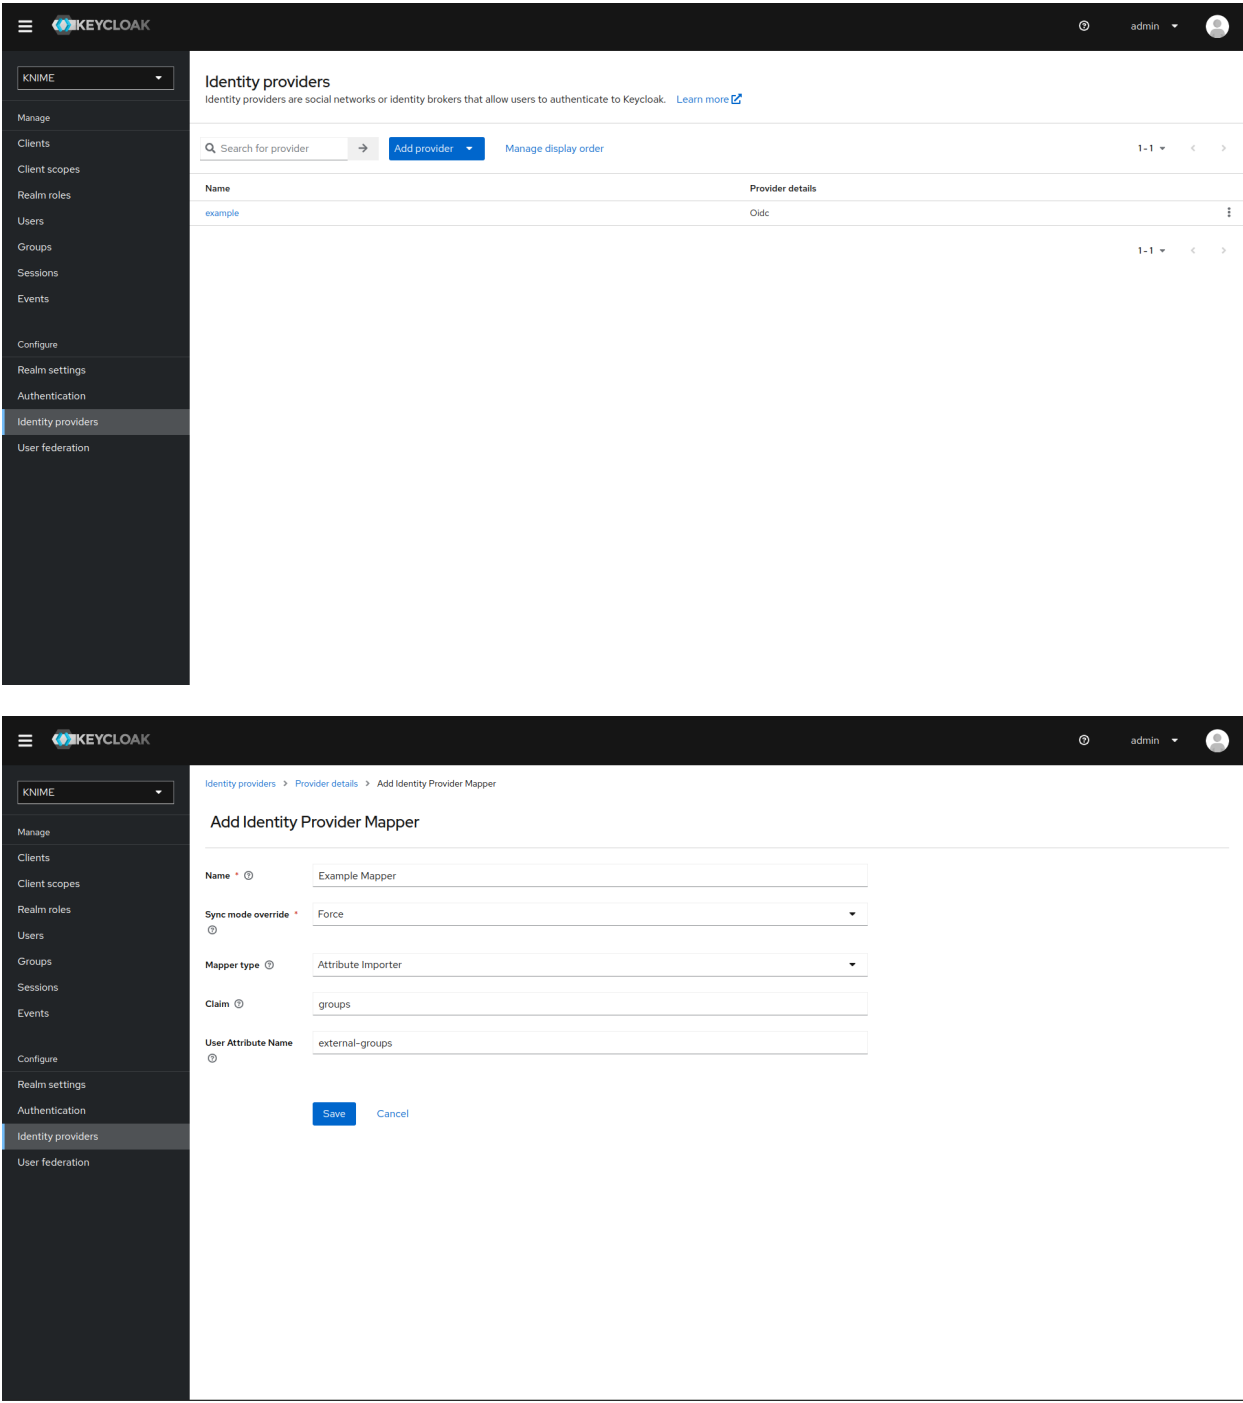 KEYCLOAK
admin
KNIME
Manage
Clients
Client scopes
Realm roles
Users
Groups
Sessions
Events
Configure
Realm settings
Authentication
Identity providers
User federation
Identity providers
Identity providers are social networks or identity brokers that allow users to authenticate to Keycloak. Learn more
Search for provider
Add provider
Manage display order
1-1
Name Provider details
example Oidc
1-1
KEYCLOAK
admin
KNIME
Manage
Clients
Client scopes
Realm roles
Users
Groups
Sessions
Events
Configure
Realm settings
Authentication
Identity providers
User federation
Identity providers > Provider details > Add Identity Provider Mapper
Add Identity Provider Mapper
Name * Example Mapper
Sync mode override * Force
Mapper type Attribute Importer
Claim groups
User Attribute Name external-groups
Save Cancel